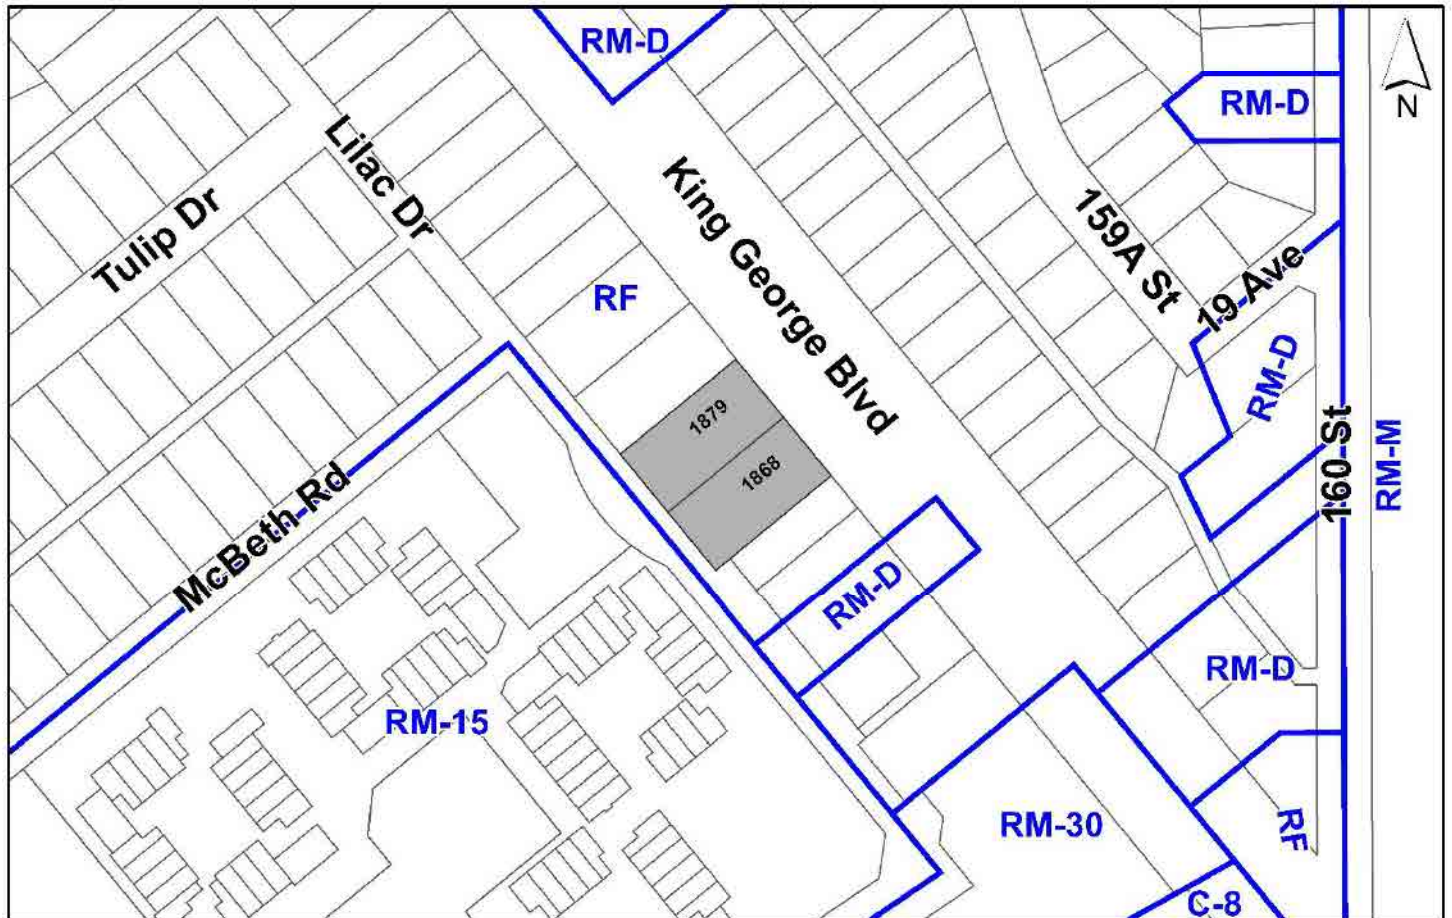 RM-D
RM-D
N
Lilac Dr
Tulip Dr
King George Blvd
159A St
19 Ave
RF
RM-D
1879
1868
160 St
RM-M
McBeth Rd
RM-D
RM-D
RM-15
RM-30
RF
C-8